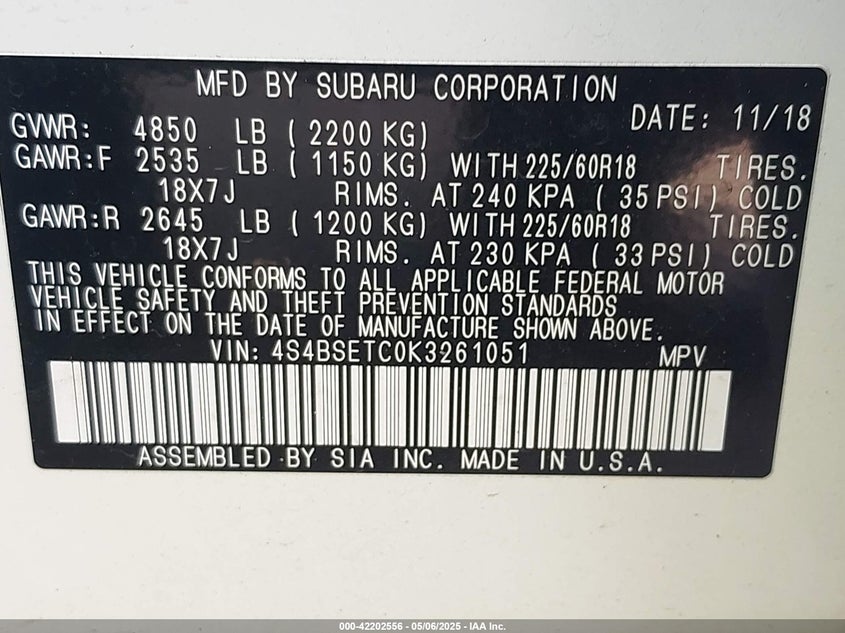 MFD BY SUBARU CORPORATION
DATE: 11/18
GVWR: 4850 LB ( 2200 KG)
GAWR:F 2535 LB ( 1150 KG) WITH 225/60R18 TIRES.
18X7J RIMS. AT 240 KPA ( 35 PSI) COLD
GAWR:R 2645 LB ( 1200 KG) WITH 225/60R18 TIRES.
18X7J RIMS. AT 230 KPA ( 33 PSI) COLD
THIS VEHICLE CONFORMS TO ALL APPLICABLE FEDERAL MOTOR
VEHICLE SAFETY AND THEFT PREVENTION STANDARDS
IN EFFECT ON THE DATE OF MANUFACTURE SHOWN ABOVE.
VIN: 4S4BSETC0K3261051 MPV
ASSEMBLED BY SIA INC. MADE IN U.S.A.
000-42202556 - 05/06/2025 - IAA Inc.